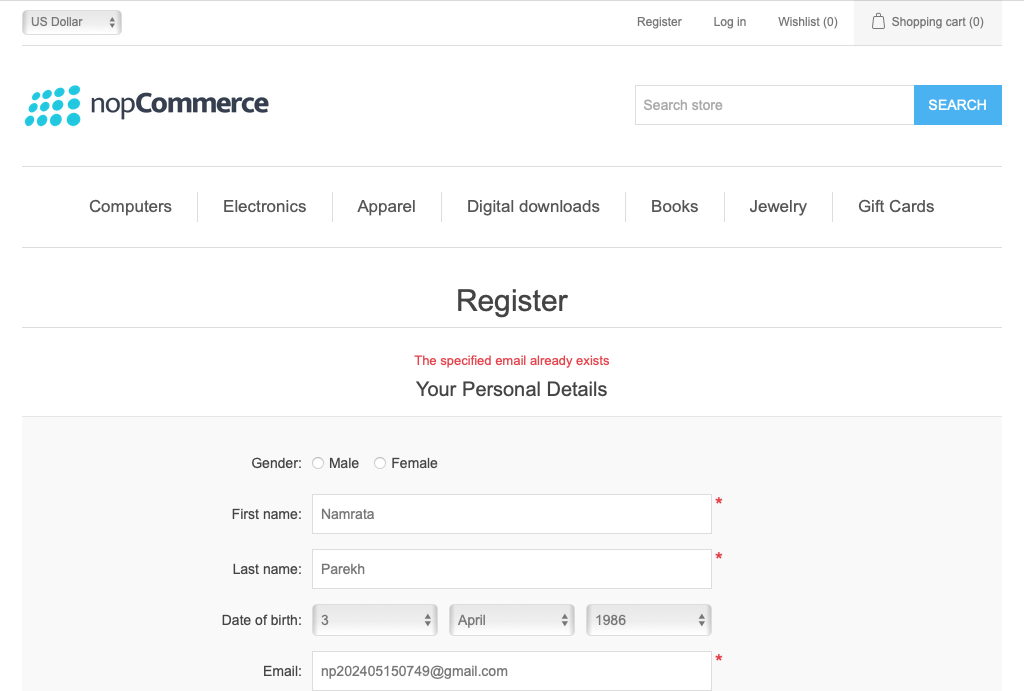 US Dollar Register Log in Wishlist (0) Shopping cart (0)
nopCommerce Search store SEARCH
Computers Electronics Apparel Digital downloads Books Jewelry Gift Cards
Register
The specified email already exists
Your Personal Details
Gender: Male Female
First name: Namrata *
Last name: Parekh *
Date of birth: 3 April 1986
Email: np202405150749@gmail.com *